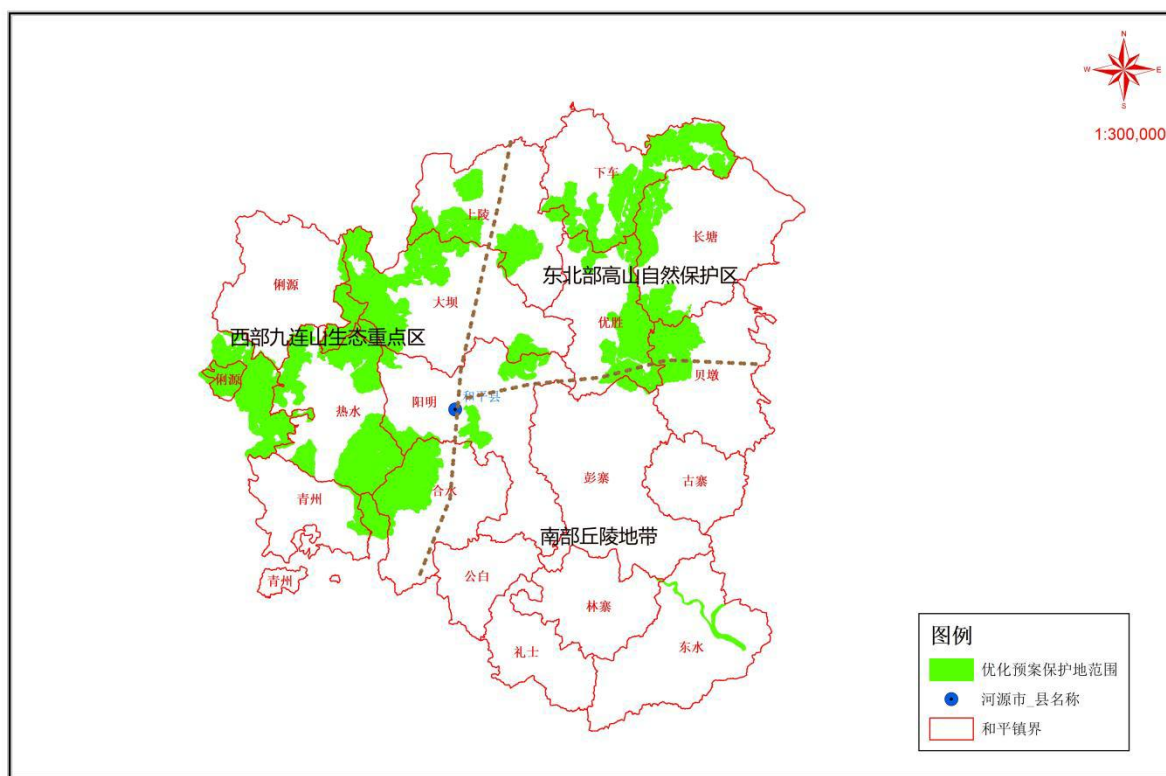 N
W
E
S
1:300,000
下车
上陵
长塘
东北部高山自然保护区
俐源
大坝
优胜
西部九连山生态重点区
俐源
贝墩
阳明
和平县
热水
彭寨
古寨
合水
青州
南部丘陵地带
青州
公白
林寨
礼士
东水
图例
优化预案保护地范围
河源市_县名称
和平镇界